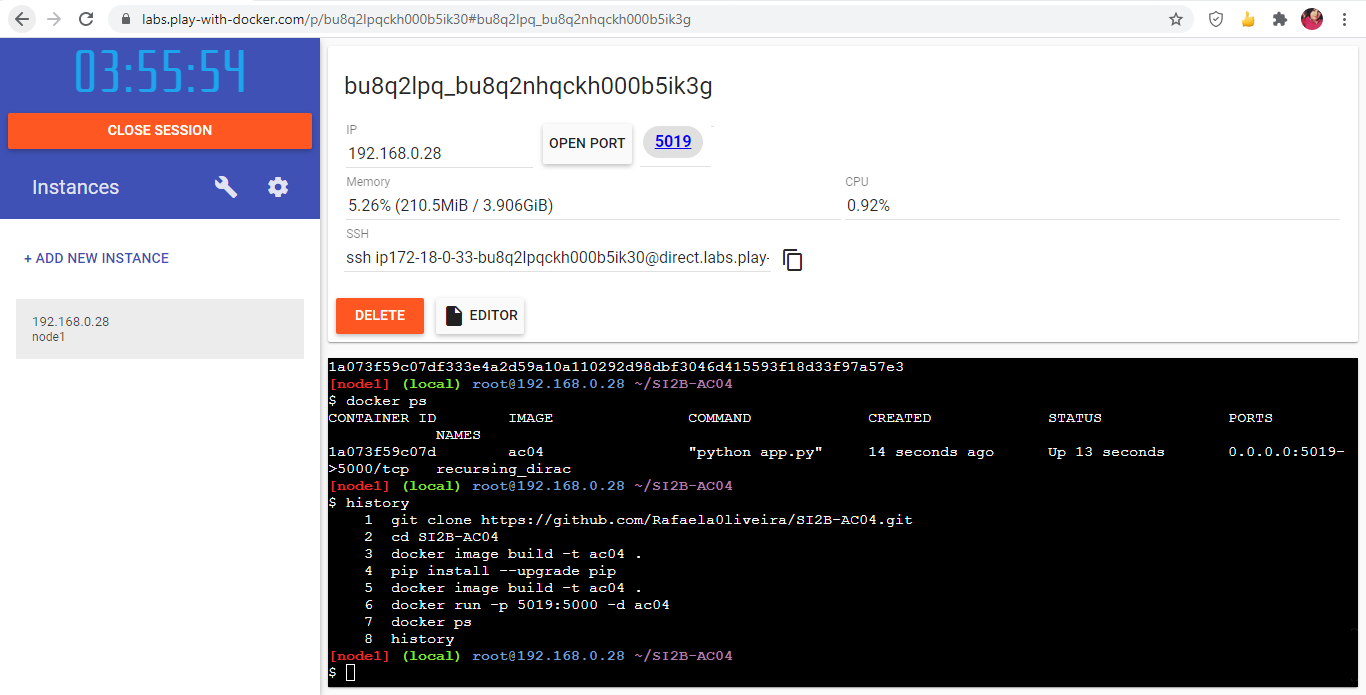 labs.play-with-docker.com/p/bu8q2lpqckh000b5ik30#bu8q2lpq_bu8q2nhqckh000b5ik3g
03:55:54
CLOSE SESSION
Instances
+ ADD NEW INSTANCE
192.168.0.28
node1
bu8q2lpq_bu8q2nhqckh000b5ik3g
IP
192.168.0.28
OPEN PORT
5019
Memory
5.26% (210.5MiB / 3.906GiB)
CPU
0.92%
SSH
ssh ip172-18-0-33-bu8q2lpqckh000b5ik30@direct.labs.play-
DELETE
EDITOR
1a073f59c07df333e4a2d59a10a110292d98dbf3046d415593f18d33f97a57e3
[node1] (local) root@192.168.0.28 ~/SI2B-AC04
$ docker ps
CONTAINER ID        IMAGE               COMMAND             CREATED             STATUS              PORTS
            NAMES
1a073f59c07d        ac04                "python app.py"     14 seconds ago      Up 13 seconds       0.0.0.0:5019-
>5000/tcp   recursing_dirac
[node1] (local) root@192.168.0.28 ~/SI2B-AC04
$ history
    1  git clone https://github.com/Rafaela0liveira/SI2B-AC04.git
    2  cd SI2B-AC04
    3  docker image build -t ac04 .
    4  pip install --upgrade pip
    5  docker image build -t ac04 .
    6  docker run -p 5019:5000 -d ac04
    7  docker ps
    8  history
[node1] (local) root@192.168.0.28 ~/SI2B-AC04
$